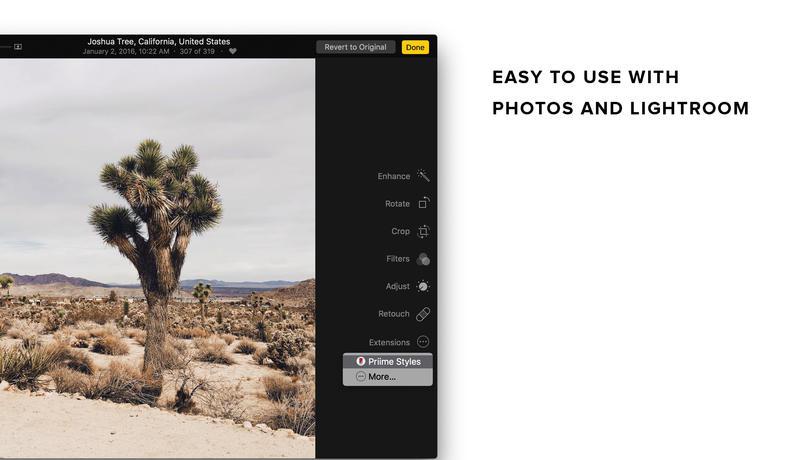 Joshua Tree, California, United States
January 2, 2016, 10:22 AM · 307 of 319 ·
Revert to Original
Done
EASY TO USE WITH
PHOTOS AND LIGHTROOM
Enhance
Rotate
Crop
Filters
Adjust
Retouch
Extensions
Priime Styles
More...